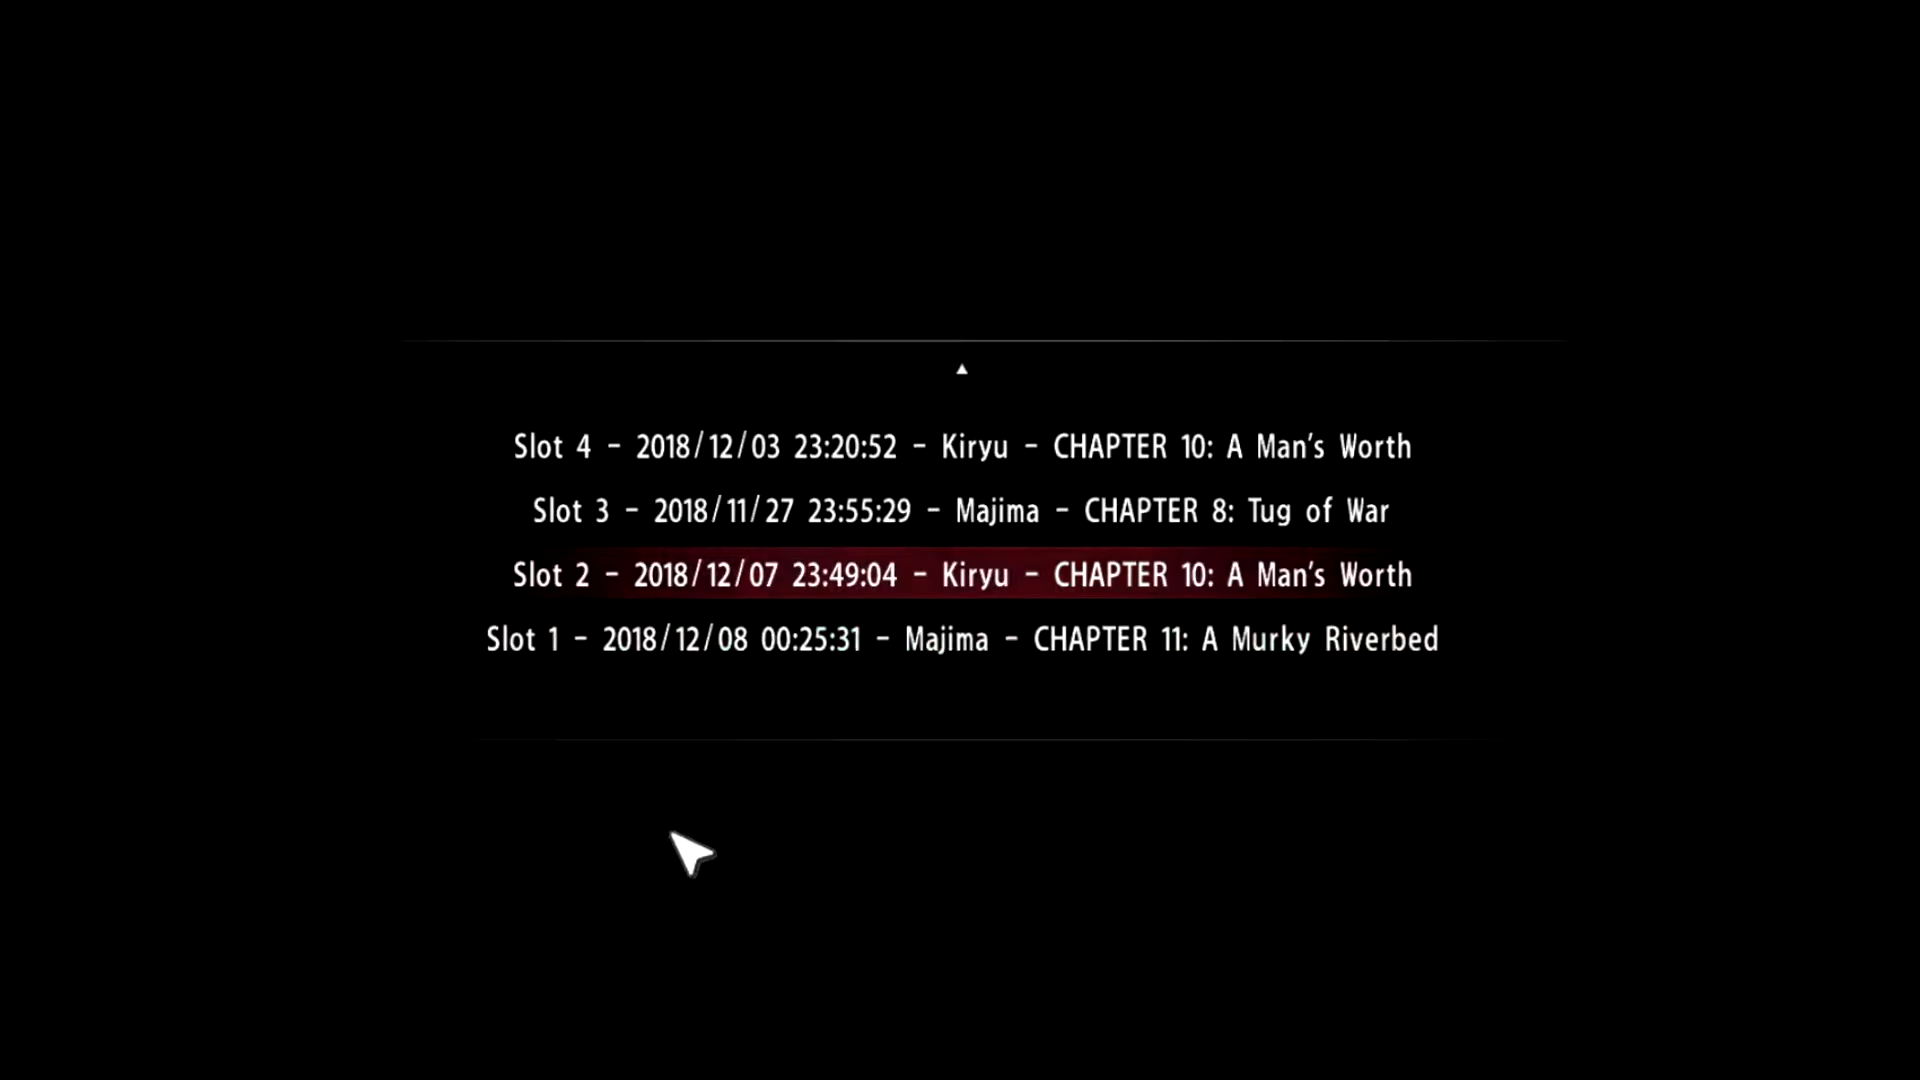 Slot 4 - 2018/12/03 23:20:52 - Kiryu - CHAPTER 10: A Man's Worth
Slot 3 - 2018/11/27 23:55:29 - Majima - CHAPTER 8: Tug of War
Slot 2 - 2018/12/07 23:49:04 - Kiryu - CHAPTER 10: A Man's Worth
Slot 1 - 2018/12/08 00:25:31 - Majima - CHAPTER 11: A Murky Riverbed